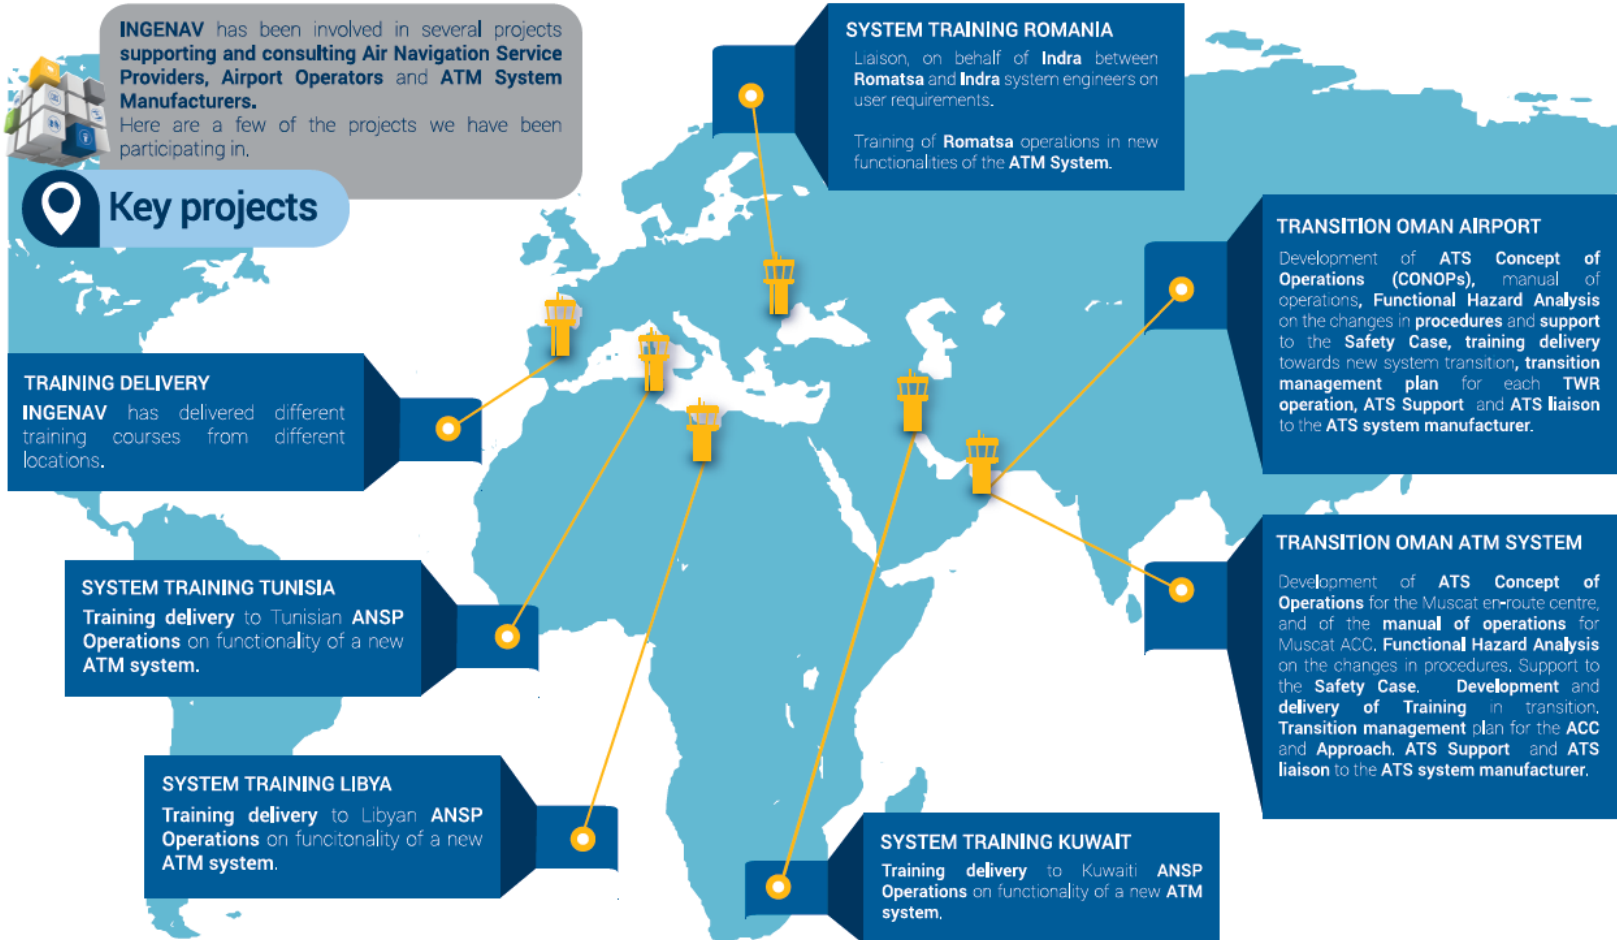 INGENAV has been involved in several projects
supporting and consulting Air Navigation Service
Providers, Airport Operators and ATM System
Manufacturers.
Here are a few of the projects we have been
participating in.
Key projects
SYSTEM TRAINING ROMANIA
Liaison, on behalf of Indra between
Romatsa and Indra system engineers on
user requirements.
Training of Romatsa operations in new
functionalities of the ATM System.
TRANSITION OMAN AIRPORT
Development of ATS Concept of
Operations (CONOPs), manual of
operations, Functional Hazard Analysis
on the changes in procedures and support
to the Safety Case, training delivery
towards new system transition, transition
management plan for each TWR
operation, ATS Support and ATS liaison
to the ATS system manufacturer.
TRAINING DELIVERY
INGENAV has delivered different
training courses from different
locations.
TRANSITION OMAN ATM SYSTEM
Development of ATS Concept of
Operations for the Muscat en-route centre,
and of the manual of operations for
Muscat ACC. Functional Hazard Analysis
on the changes in procedures. Support to
the Safety Case. Development and
delivery of Training in transition.
Transition management plan for the ACC
and Approach. ATS Support and ATS
liaison to the ATS system manufacturer.
SYSTEM TRAINING TUNISIA
Training delivery to Tunisian ANSP
Operations on functionality of a new
ATM system.
SYSTEM TRAINING LIBYA
Training delivery to Libyan ANSP
Operations on funcitonality of a new
ATM system.
SYSTEM TRAINING KUWAIT
Training delivery to Kuwaiti ANSP
Operations on functionality of a new ATM
system.